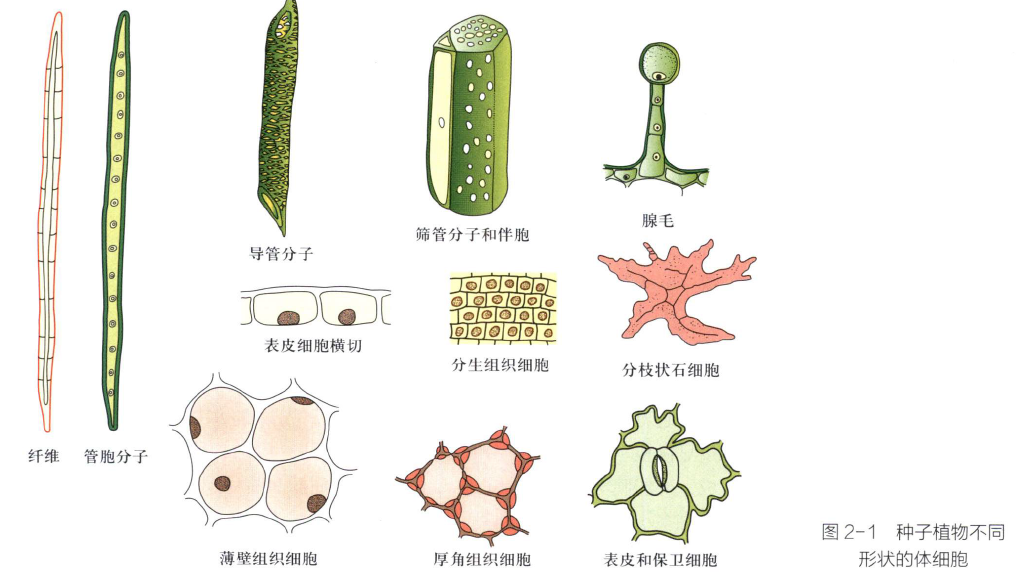 导管分子
筛管分子和伴胞
腺毛
表皮细胞横切
分生组织细胞
分枝状石细胞
纤维
管胞分子
薄壁组织细胞
厚角组织细胞
表皮和保卫细胞
图 2-1 种子植物不同
形状的体细胞